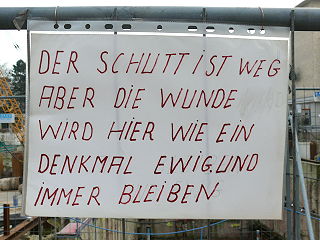 DER SCHUTT IST WEG
ABER DIE WUNDE
WIRD HIER WIE EIN
DENKMAL EWIG.UND
IMMER BLEIBEN